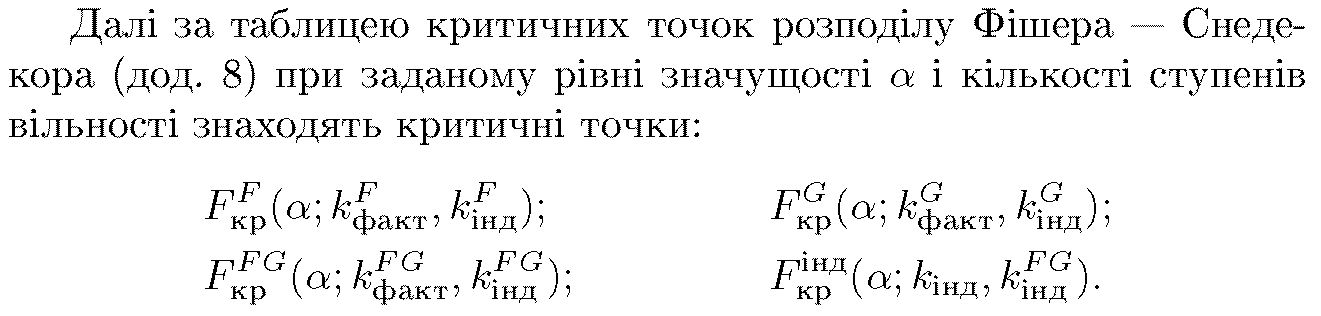 Далі за таблицею критичних точок розподілу Фішера — Снеде-
кора (дод. 8) при заданому рівні значущості α і кількості ступенів
вільності знаходять критичні точки:
F^F_кр(α; k^F_факт, k^F_інд); F^G_кр(α; k^G_факт, k^G_інд);
F^{FG}_кр(α; k^{FG}_факт, k^{FG}_інд); F^інд_кр(α; k_інд, k^{FG}_інд).